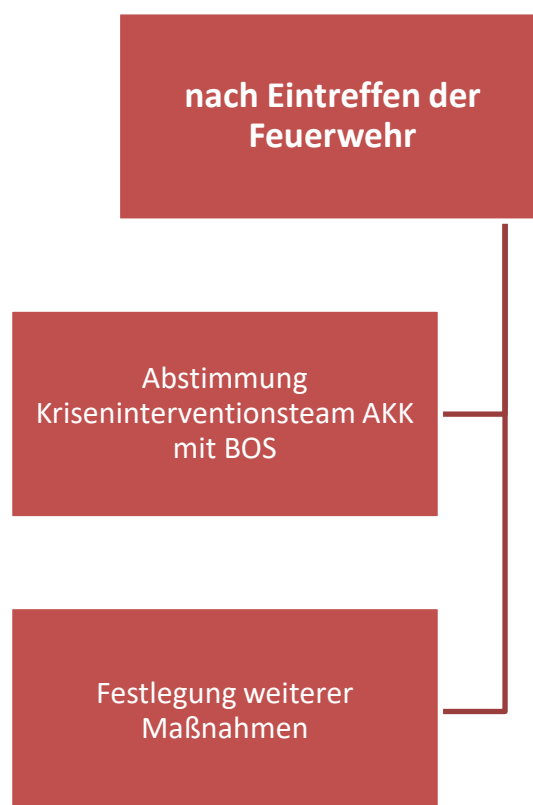 nach Eintreffen der
Feuerwehr
Abstimmung
Kriseninterventionsteam AKK
mit BOS
Festlegung weiterer
Maßnahmen